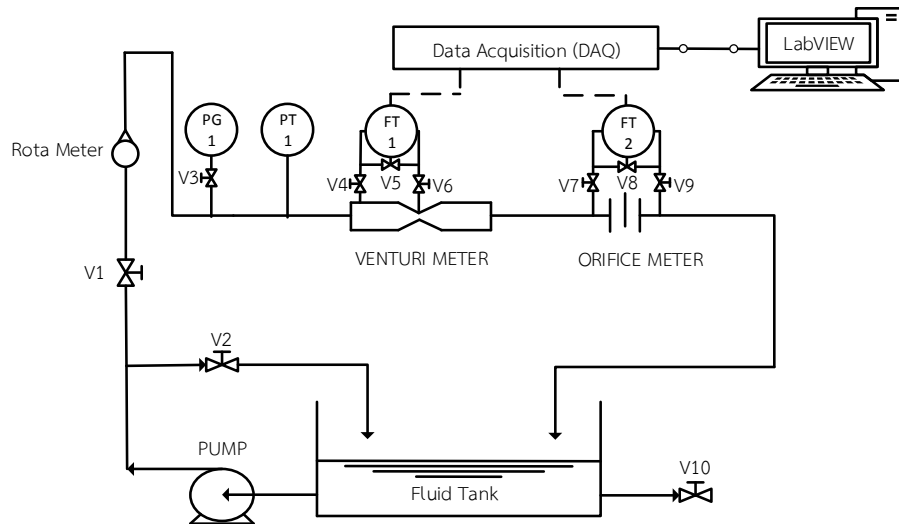 Data Acquisition (DAQ)
LabVIEW
PG
1
PT
1
FT
1
FT
2
Rota Meter
V3
V4
V5
V6
V7
V8
V9
VENTURI METER
ORIFICE METER
V1
V2
PUMP
Fluid Tank
V10